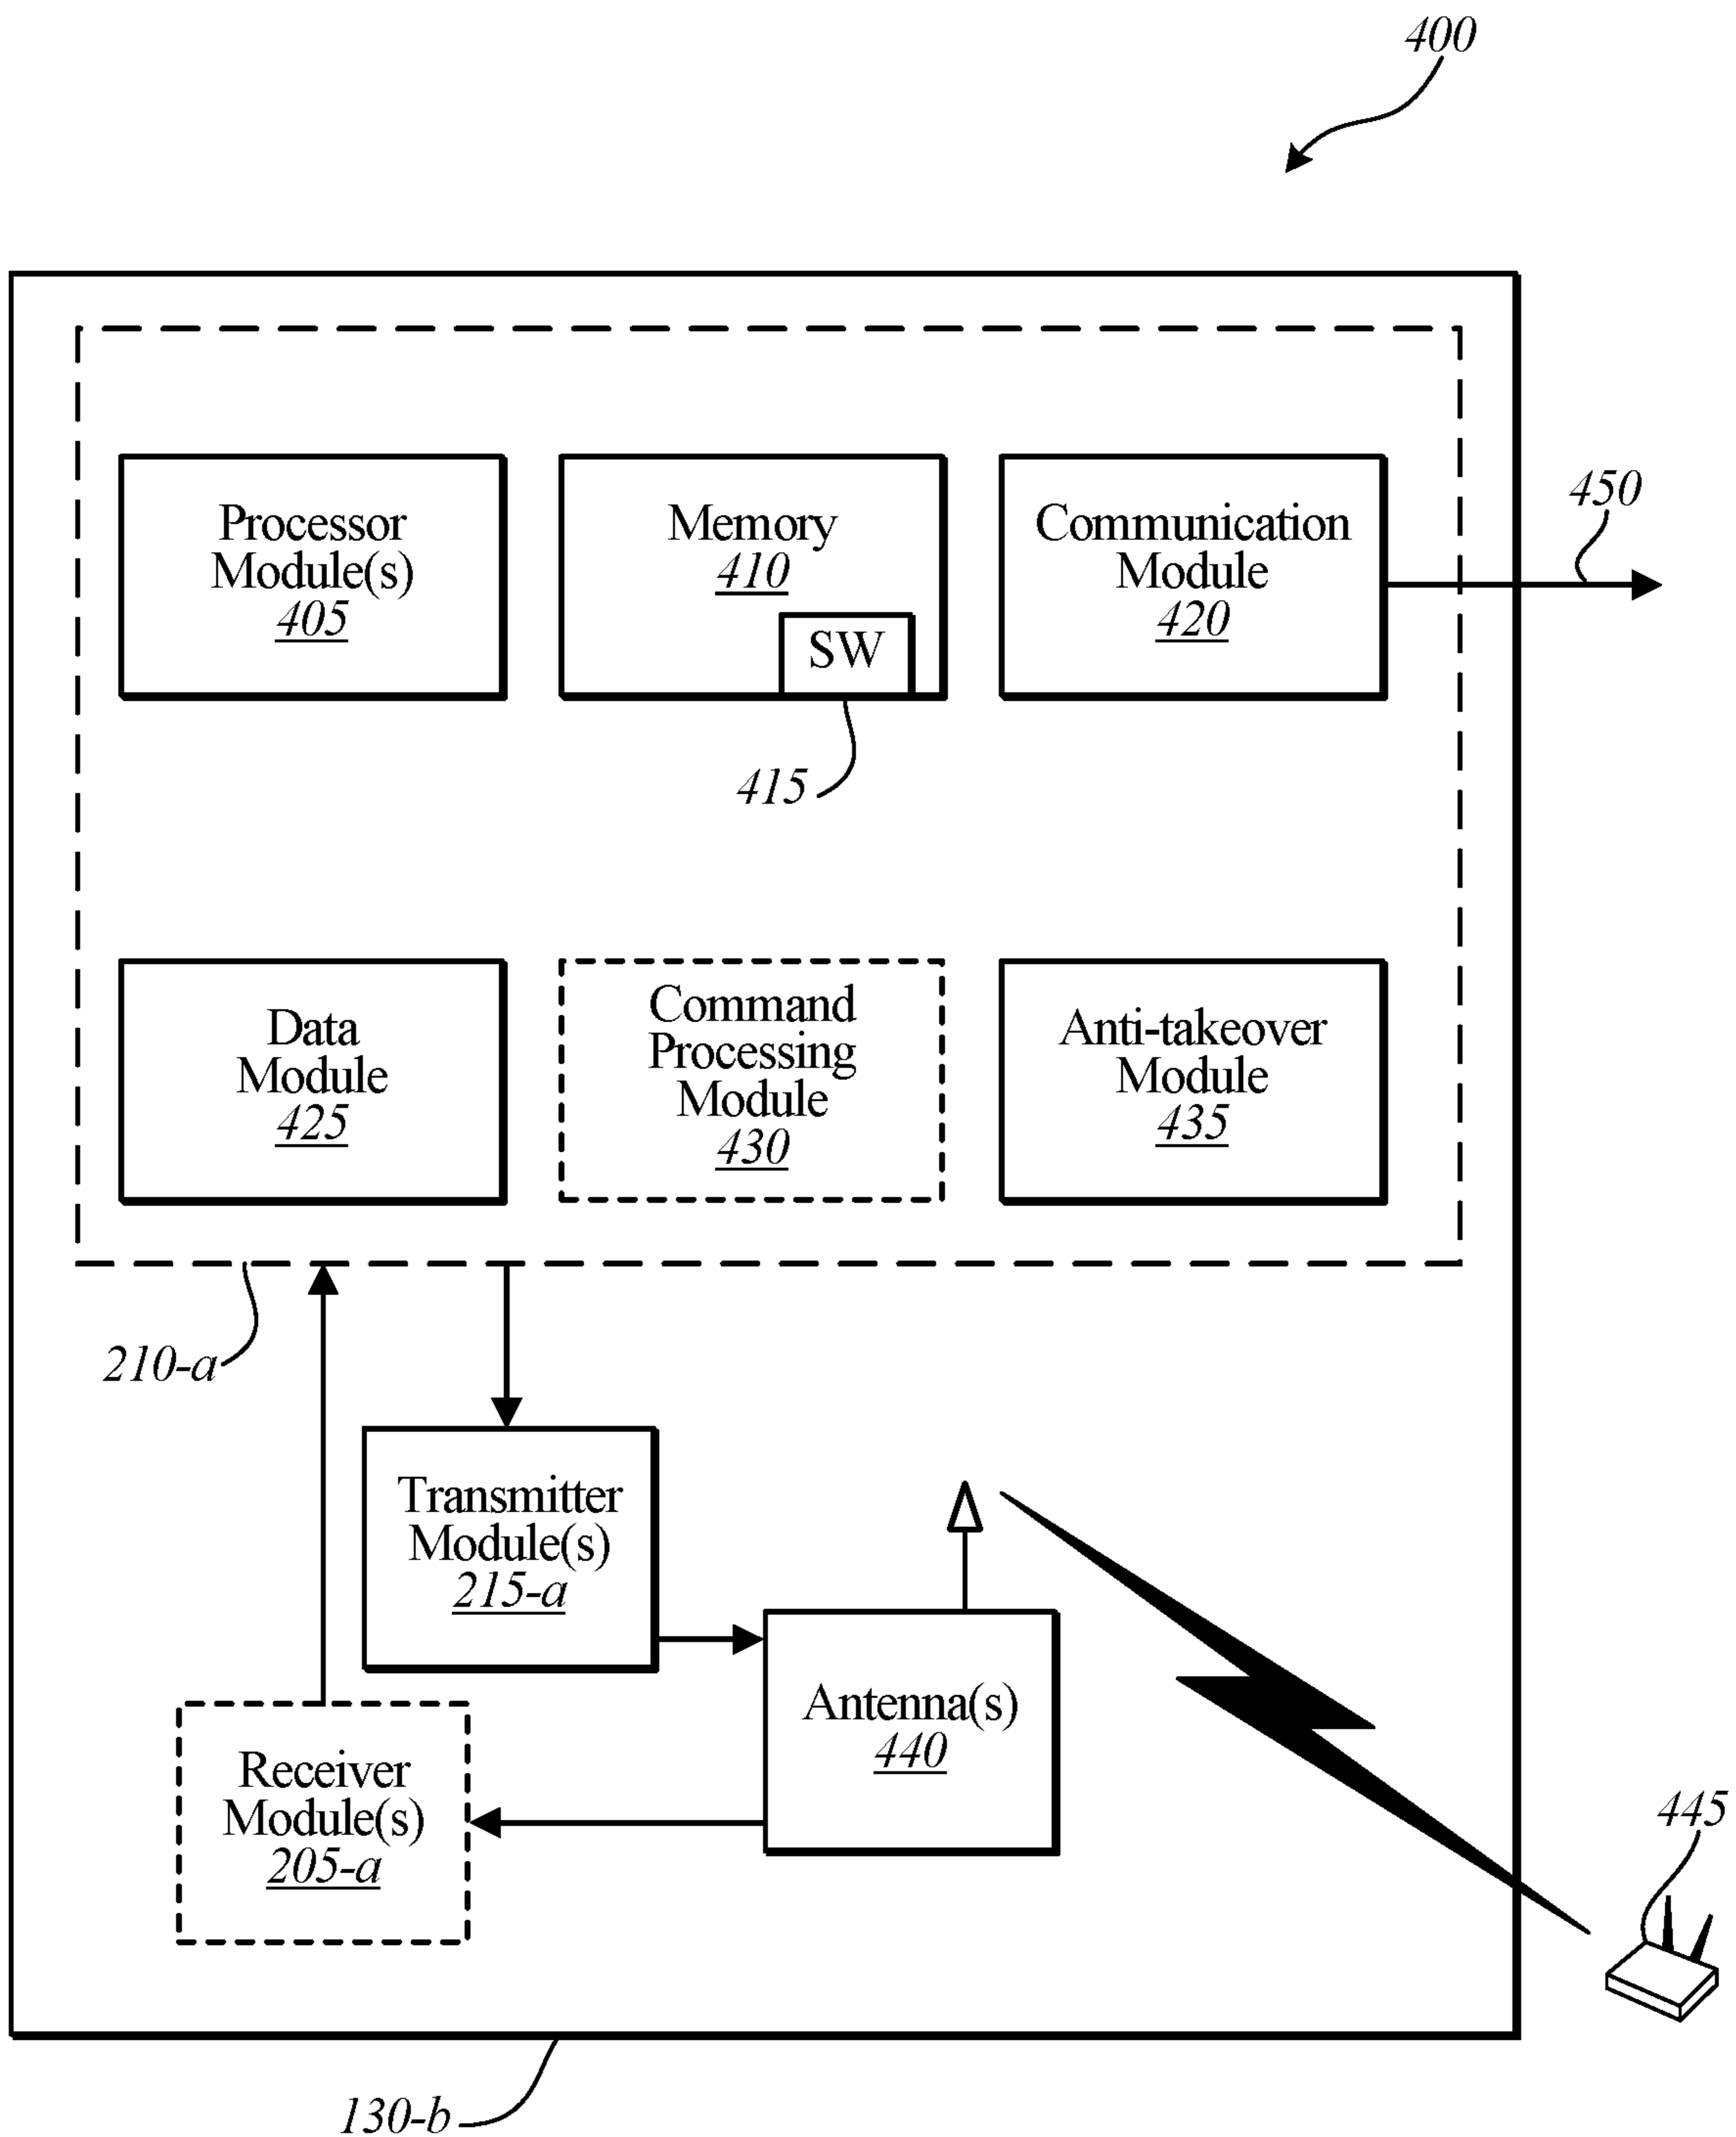 400
Processor
Module(s)
405
Memory
410
SW
415
Communication
Module
420
450
Data
Module
425
Command
Processing
Module
430
Anti-takeover
Module
435
210-a
Transmitter
Module(s)
215-a
Antenna(s)
440
Receiver
Module(s)
205-a
445
130-b